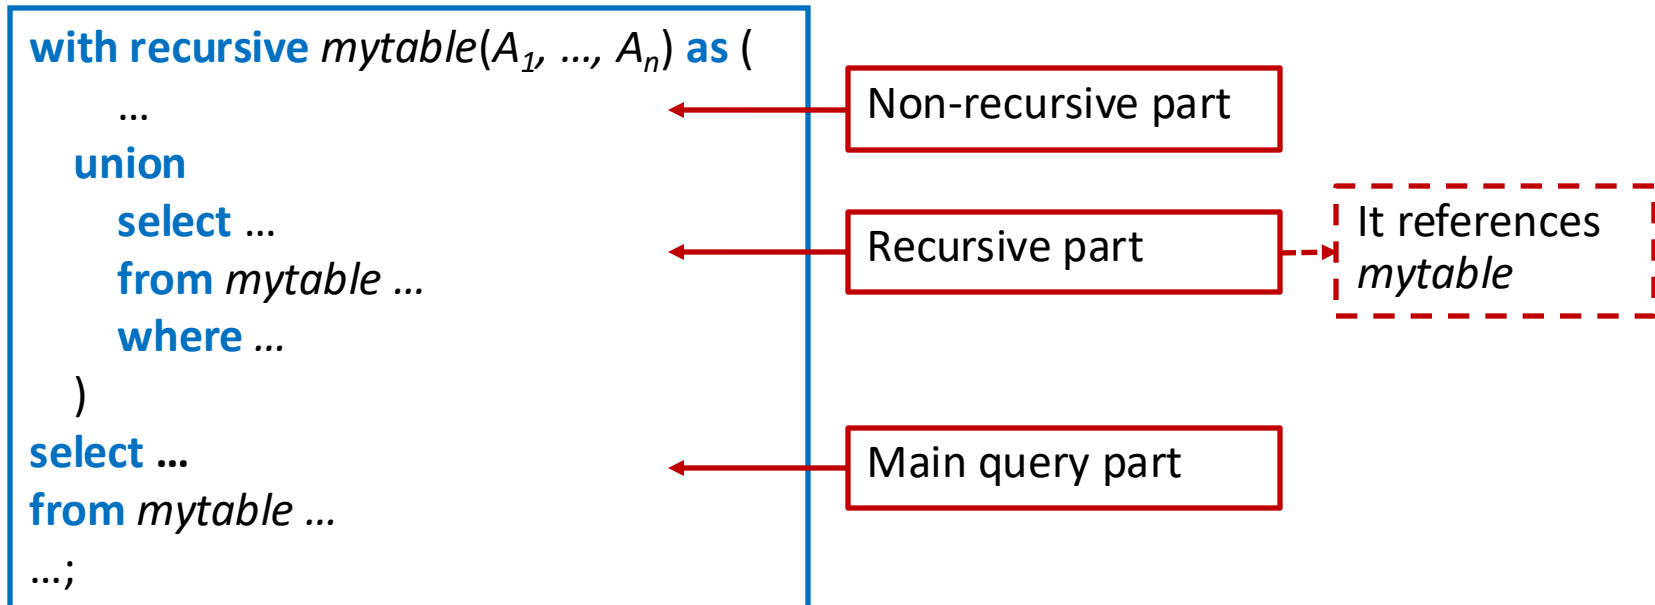 with recursive mytable(A1, …, An) as (
…
union
select …
from mytable …
where …
)
select …
from mytable …
…;
Non-recursive part
Recursive part
It references
mytable
Main query part